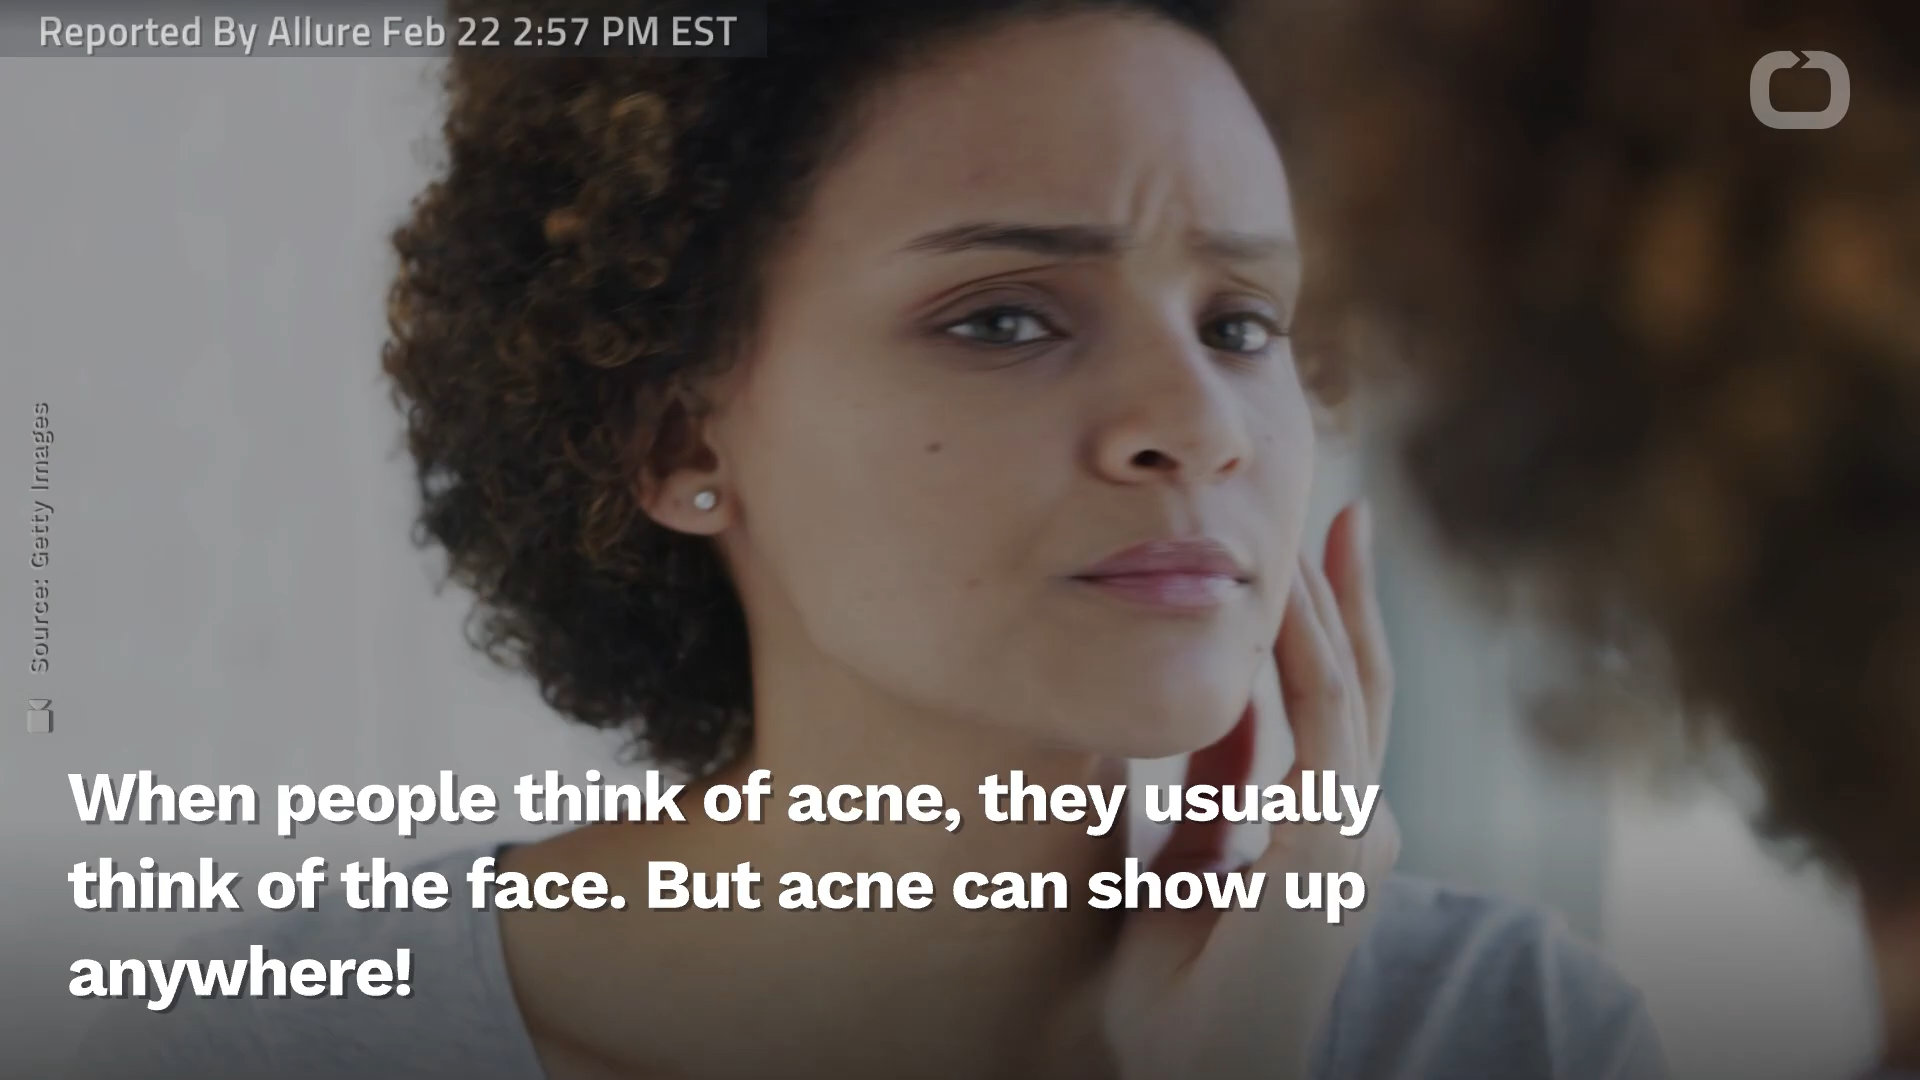 Reported By Allure Feb 22 2:57 PM EST
Source: Getty Images
When people think of acne, they usually
think of the face. But acne can show up
anywhere!